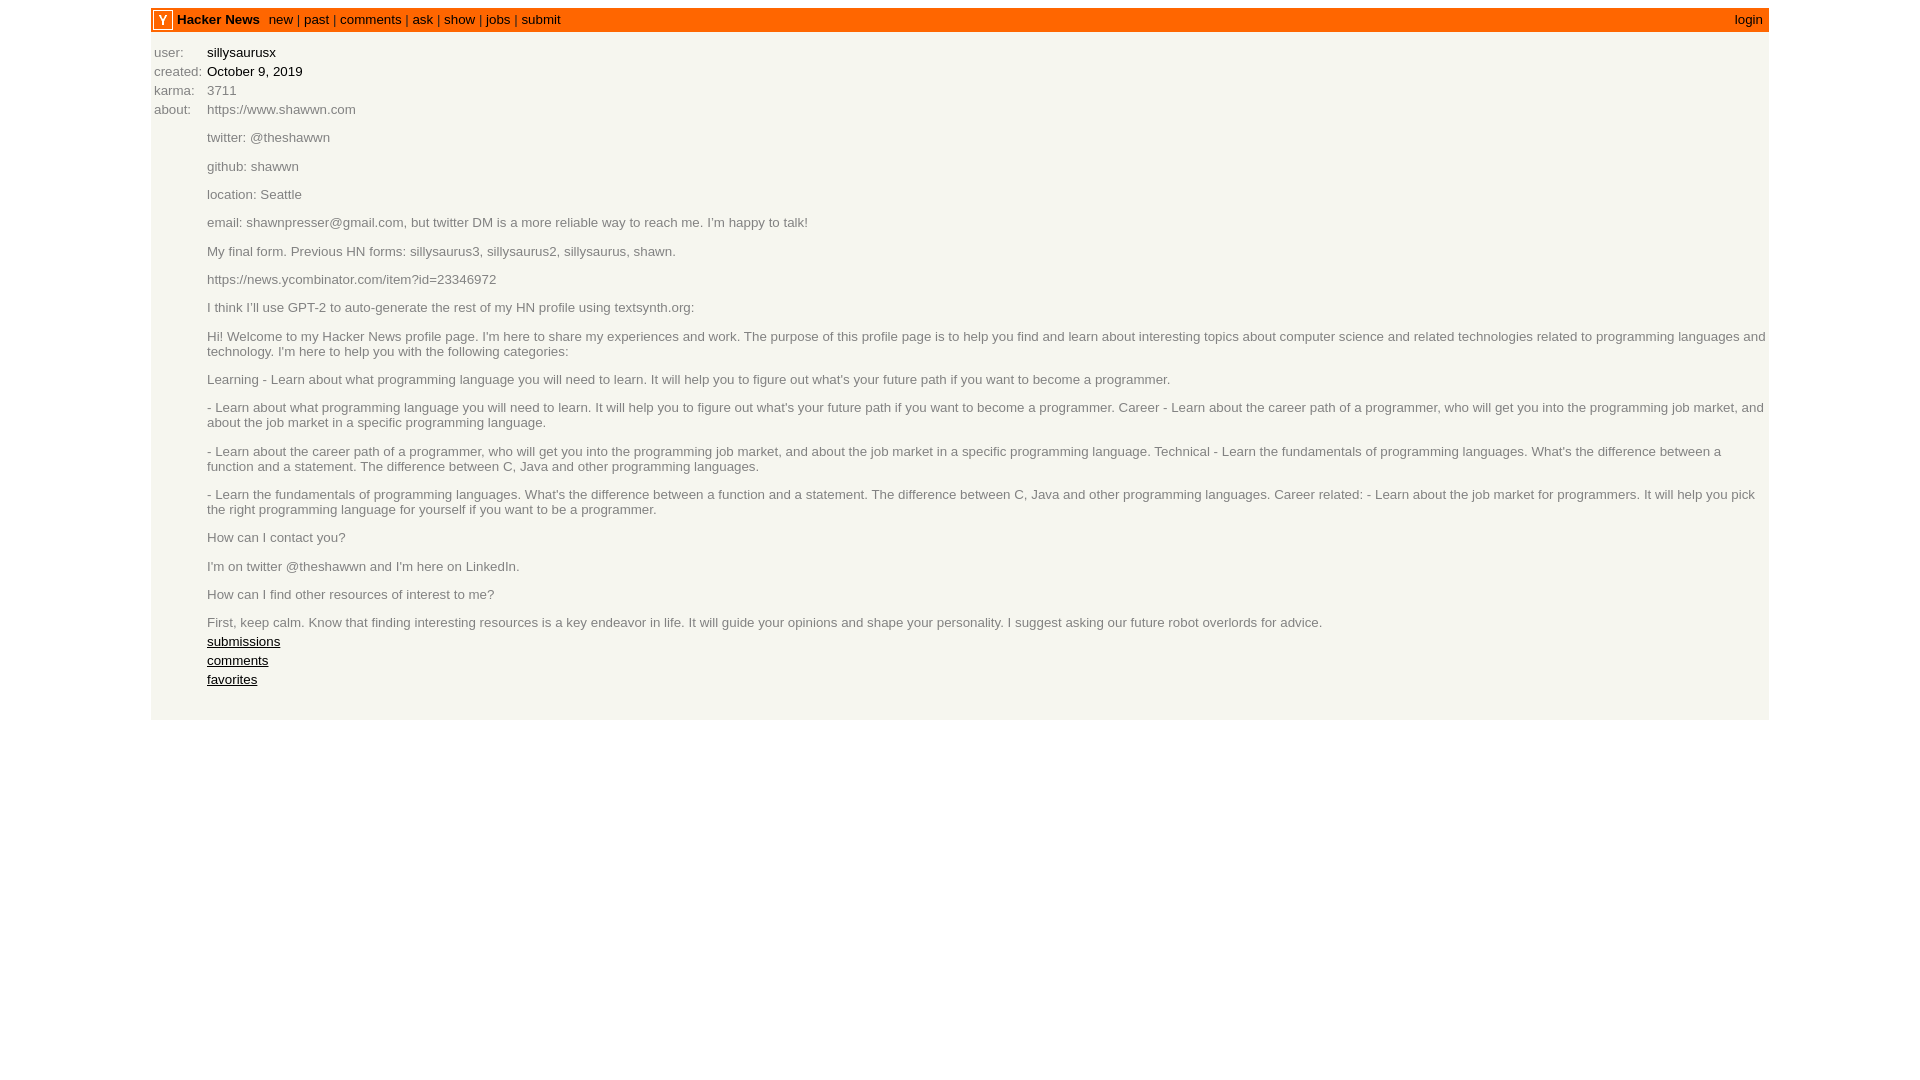 Y Hacker News new | past | comments | ask | show | jobs | submit login
user: sillysaurusx
created: October 9, 2019
karma: 3711
about: https://www.shawwn.com
twitter: @theshawwn
github: shawwn
location: Seattle
email: shawnpresser@gmail.com, but twitter DM is a more reliable way to reach me. I'm happy to talk!
My final form. Previous HN forms: sillysaurus3, sillysaurus2, sillysaurus, shawn.
https://news.ycombinator.com/item?id=23346972
I think I'll use GPT-2 to auto-generate the rest of my HN profile using textsynth.org:
Hi! Welcome to my Hacker News profile page. I'm here to share my experiences and work. The purpose of this profile page is to help you find and learn about interesting topics about computer science and related technologies related to programming languages and
technology. I'm here to help you with the following categories:
Learning - Learn about what programming language you will need to learn. It will help you to figure out what's your future path if you want to become a programmer.
- Learn about what programming language you will need to learn. It will help you to figure out what's your future path if you want to become a programmer. Career - Learn about the career path of a programmer, who will get you into the programming job market, and
about the job market in a specific programming language.
- Learn about the career path of a programmer, who will get you into the programming job market, and about the job market in a specific programming language. Technical - Learn the fundamentals of programming languages. What's the difference between a
function and a statement. The difference between C, Java and other programming languages.
- Learn the fundamentals of programming languages. What's the difference between a function and a statement. The difference between C, Java and other programming languages. Career related: - Learn about the job market for programmers. It will help you pick
the right programming language for yourself if you want to be a programmer.
How can I contact you?
I'm on twitter @theshawwn and I'm here on LinkedIn.
How can I find other resources of interest to me?
First, keep calm. Know that finding interesting resources is a key endeavor in life. It will guide your opinions and shape your personality. I suggest asking our future robot overlords for advice.
submissions
comments
favorites